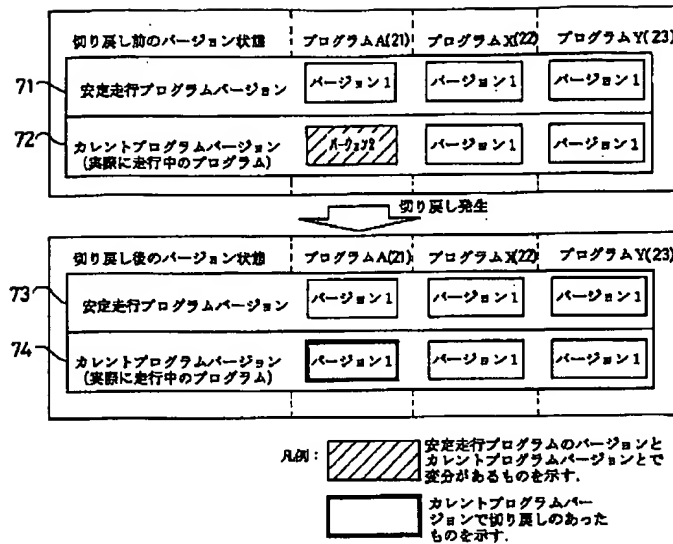 切り戻し前のバージョン状態 プログラムA(21) プログラムX(22) プログラムY(23)
71 安定走行プログラムバージョン バージョン1 バージョン1 バージョン1
72 カレントプログラムバージョン バージョン2 バージョン1 バージョン1
(実際に走行中のプログラム)
切り戻し発生
切り戻し後のバージョン状態 プログラムA(21) プログラムX(22) プログラムY(23)
73 安定走行プログラムバージョン バージョン1 バージョン1 バージョン1
74 カレントプログラムバージョン バージョン1 バージョン1 バージョン1
(実際に走行中のプログラム)
凡例: 安定走行プログラムのバージョンと
カレントプログラムバージョンとで
変分があるものを示す.
カレントプログラムバー
ジョンで切り戻しのあった
ものを示す.